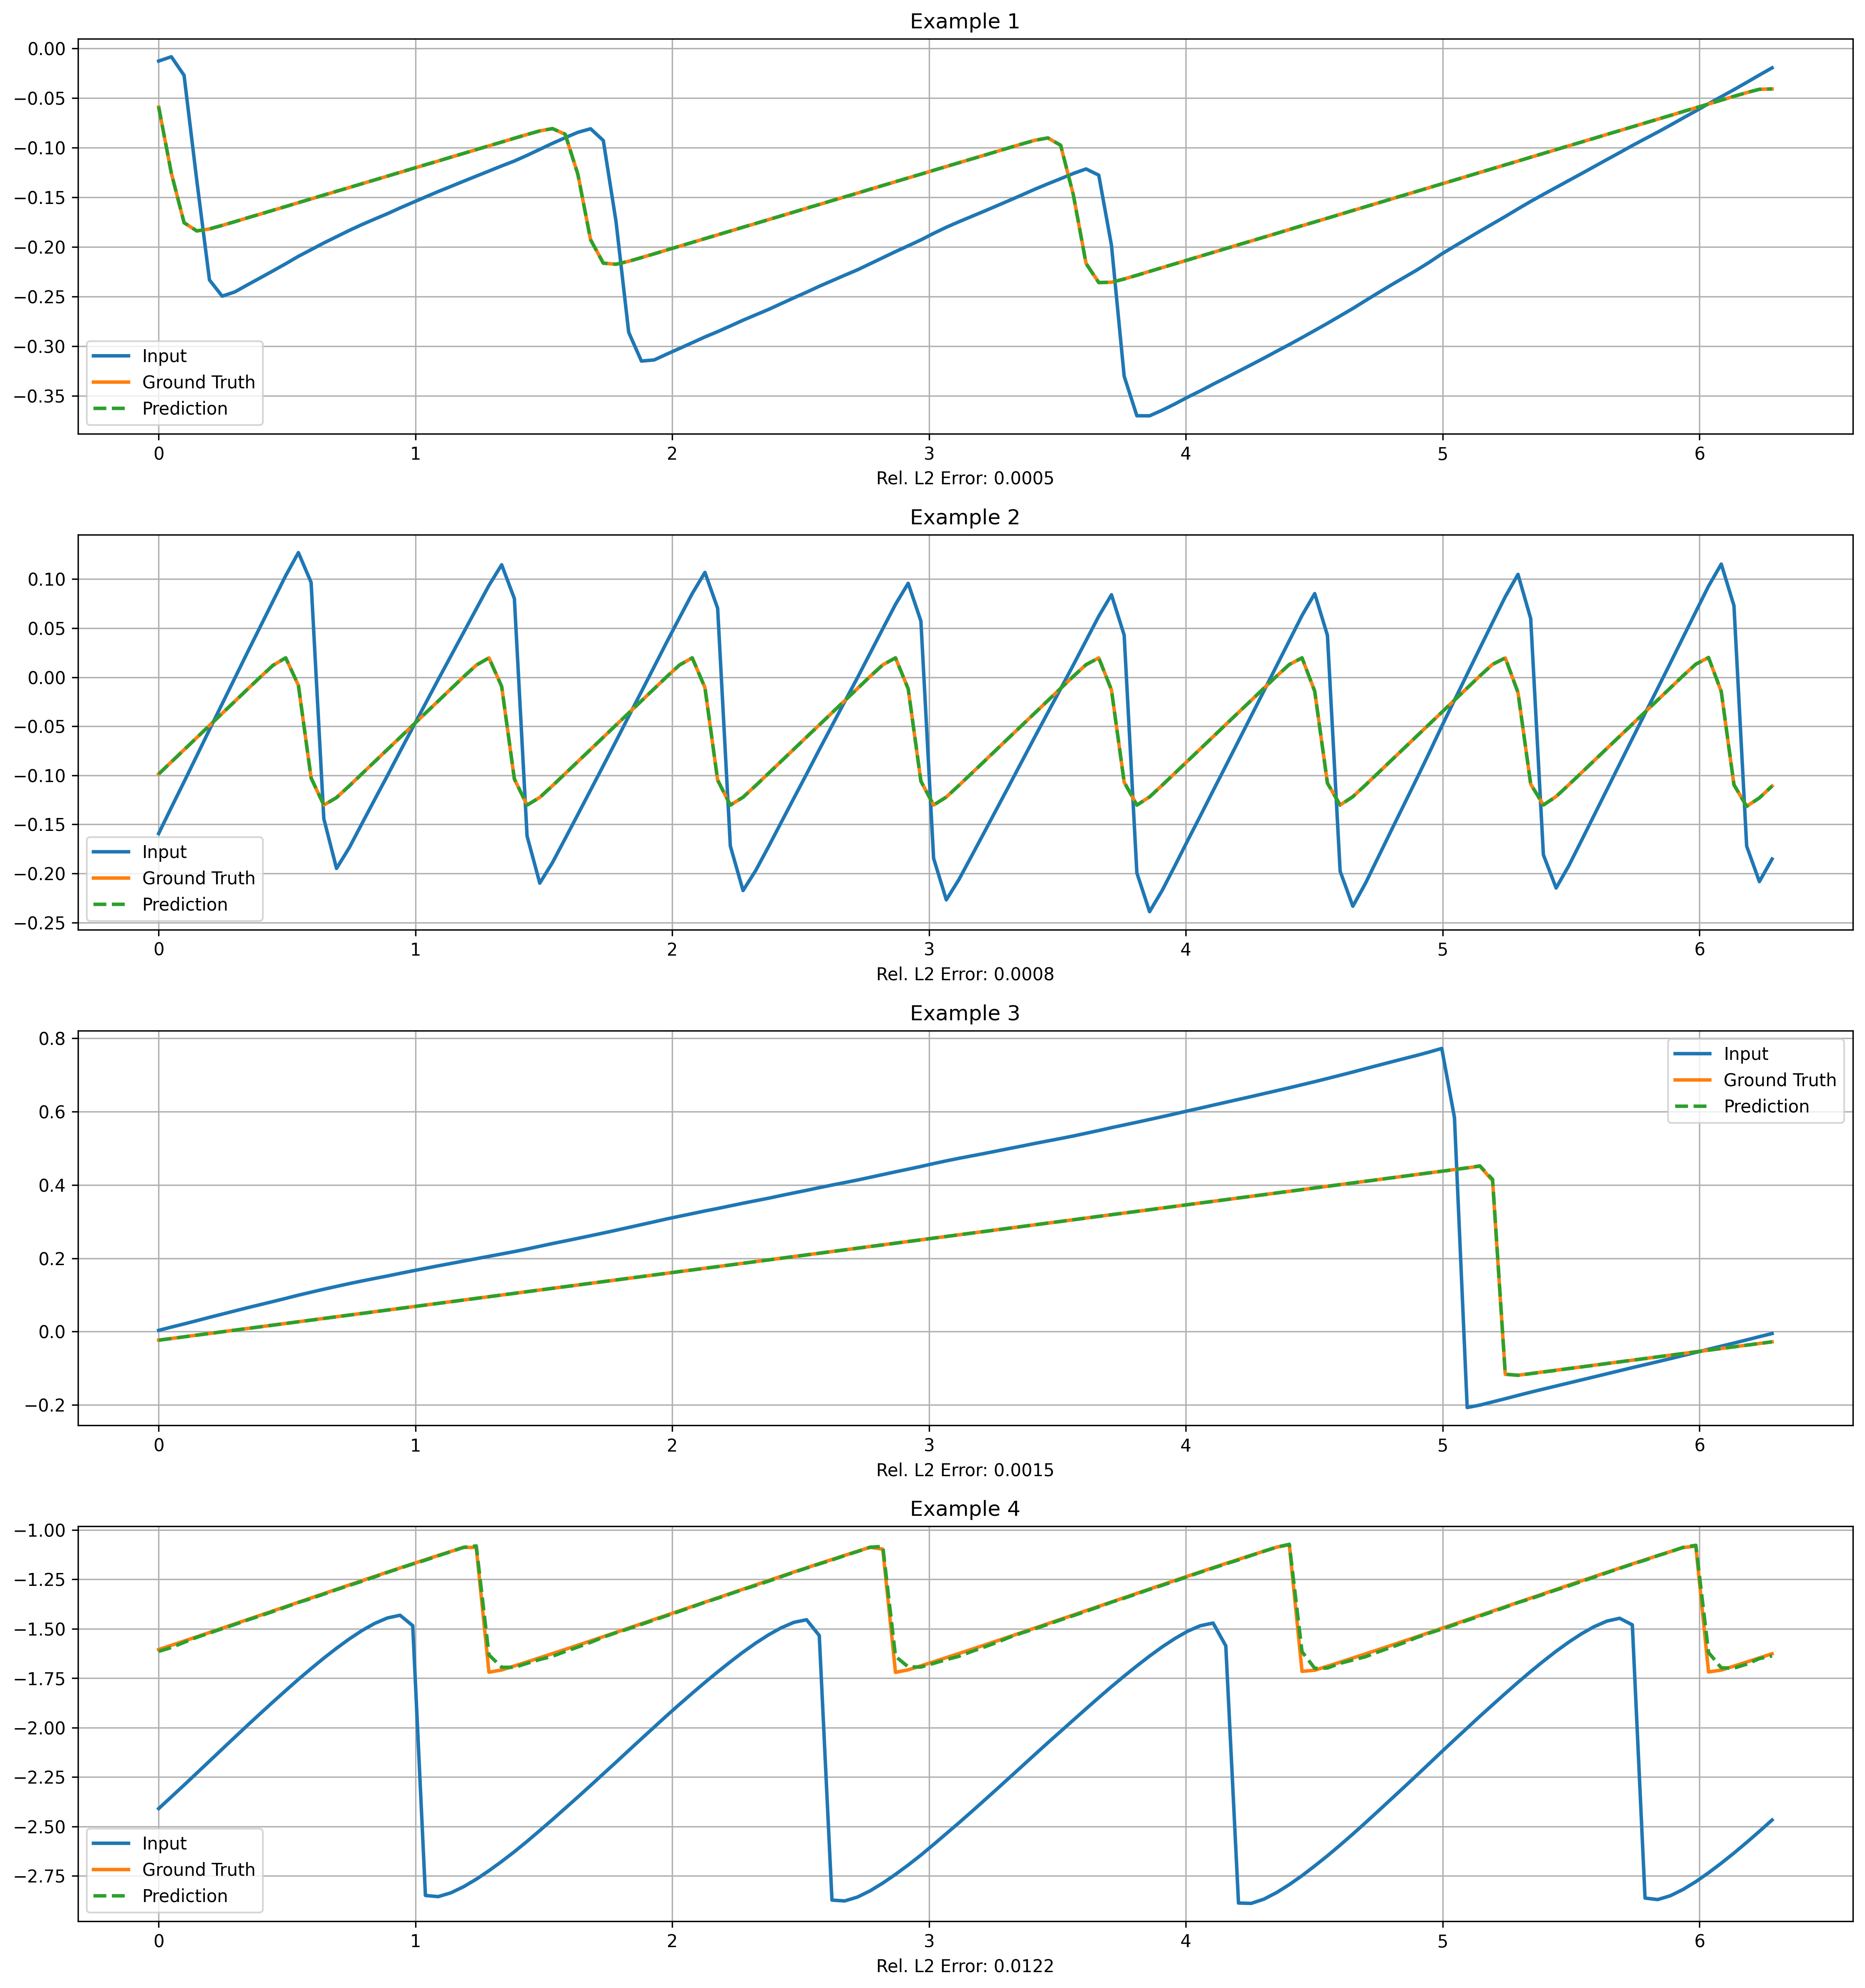 Example 1
0.00
−0.05
−0.10
−0.15
−0.20
−0.25
−0.30
−0.35
Input
Ground Truth
Prediction
0 1 2 3 4 5 6
Rel. L2 Error: 0.0005
Example 2
0.10
0.05
0.00
−0.05
−0.10
−0.15
−0.20
−0.25
Input
Ground Truth
Prediction
0 1 2 3 4 5 6
Rel. L2 Error: 0.0008
Example 3
0.8
0.6
0.4
0.2
0.0
−0.2
Input
Ground Truth
Prediction
0 1 2 3 4 5 6
Rel. L2 Error: 0.0015
Example 4
−1.00
−1.25
−1.50
−1.75
−2.00
−2.25
−2.50
−2.75
Input
Ground Truth
Prediction
0 1 2 3 4 5 6
Rel. L2 Error: 0.0122